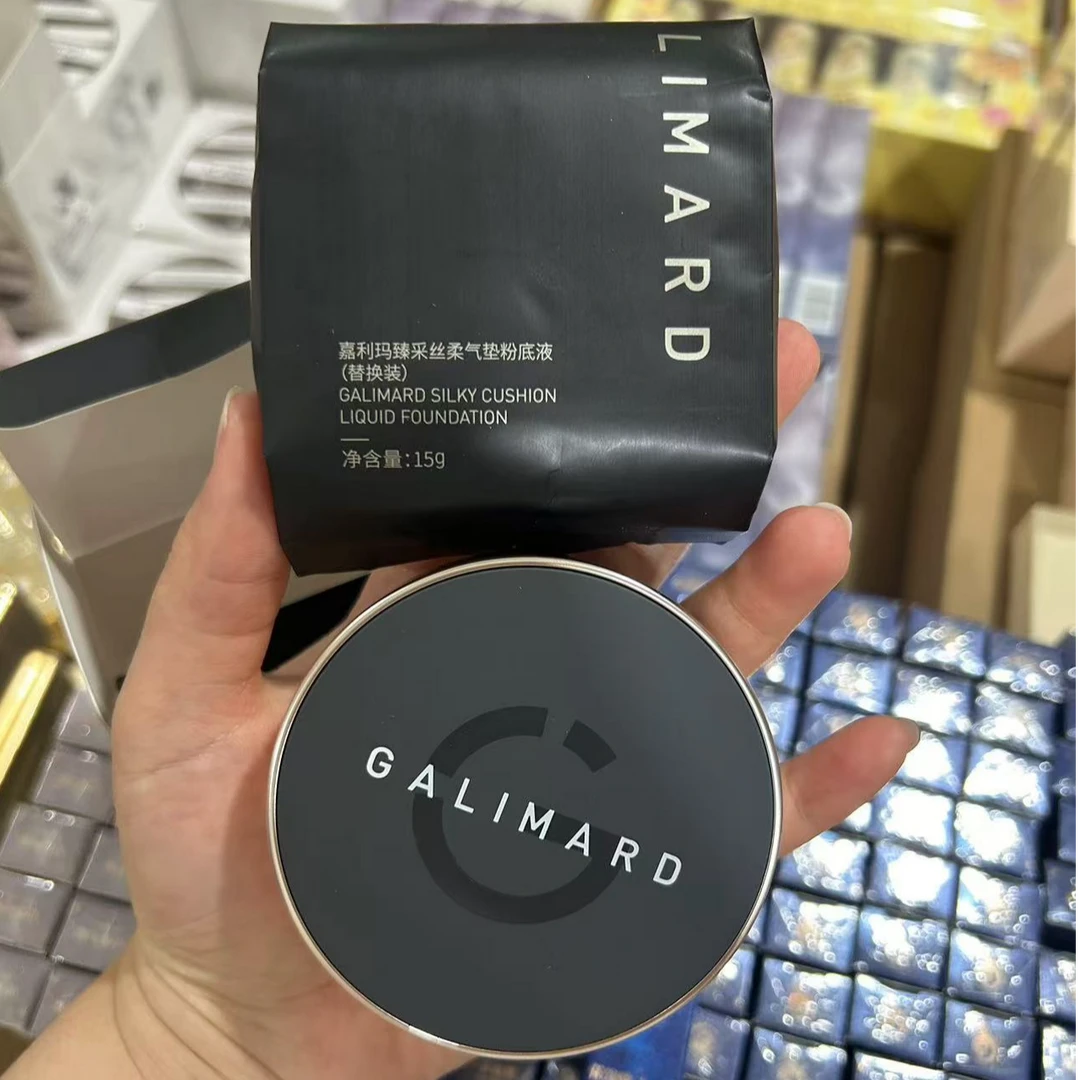 LIMARD
嘉利玛臻采丝柔气垫粉底液
(替换装)
GALIMARD SILKY CUSHION
LIQUID FOUNDATION
净含量:15g
GALIMARD